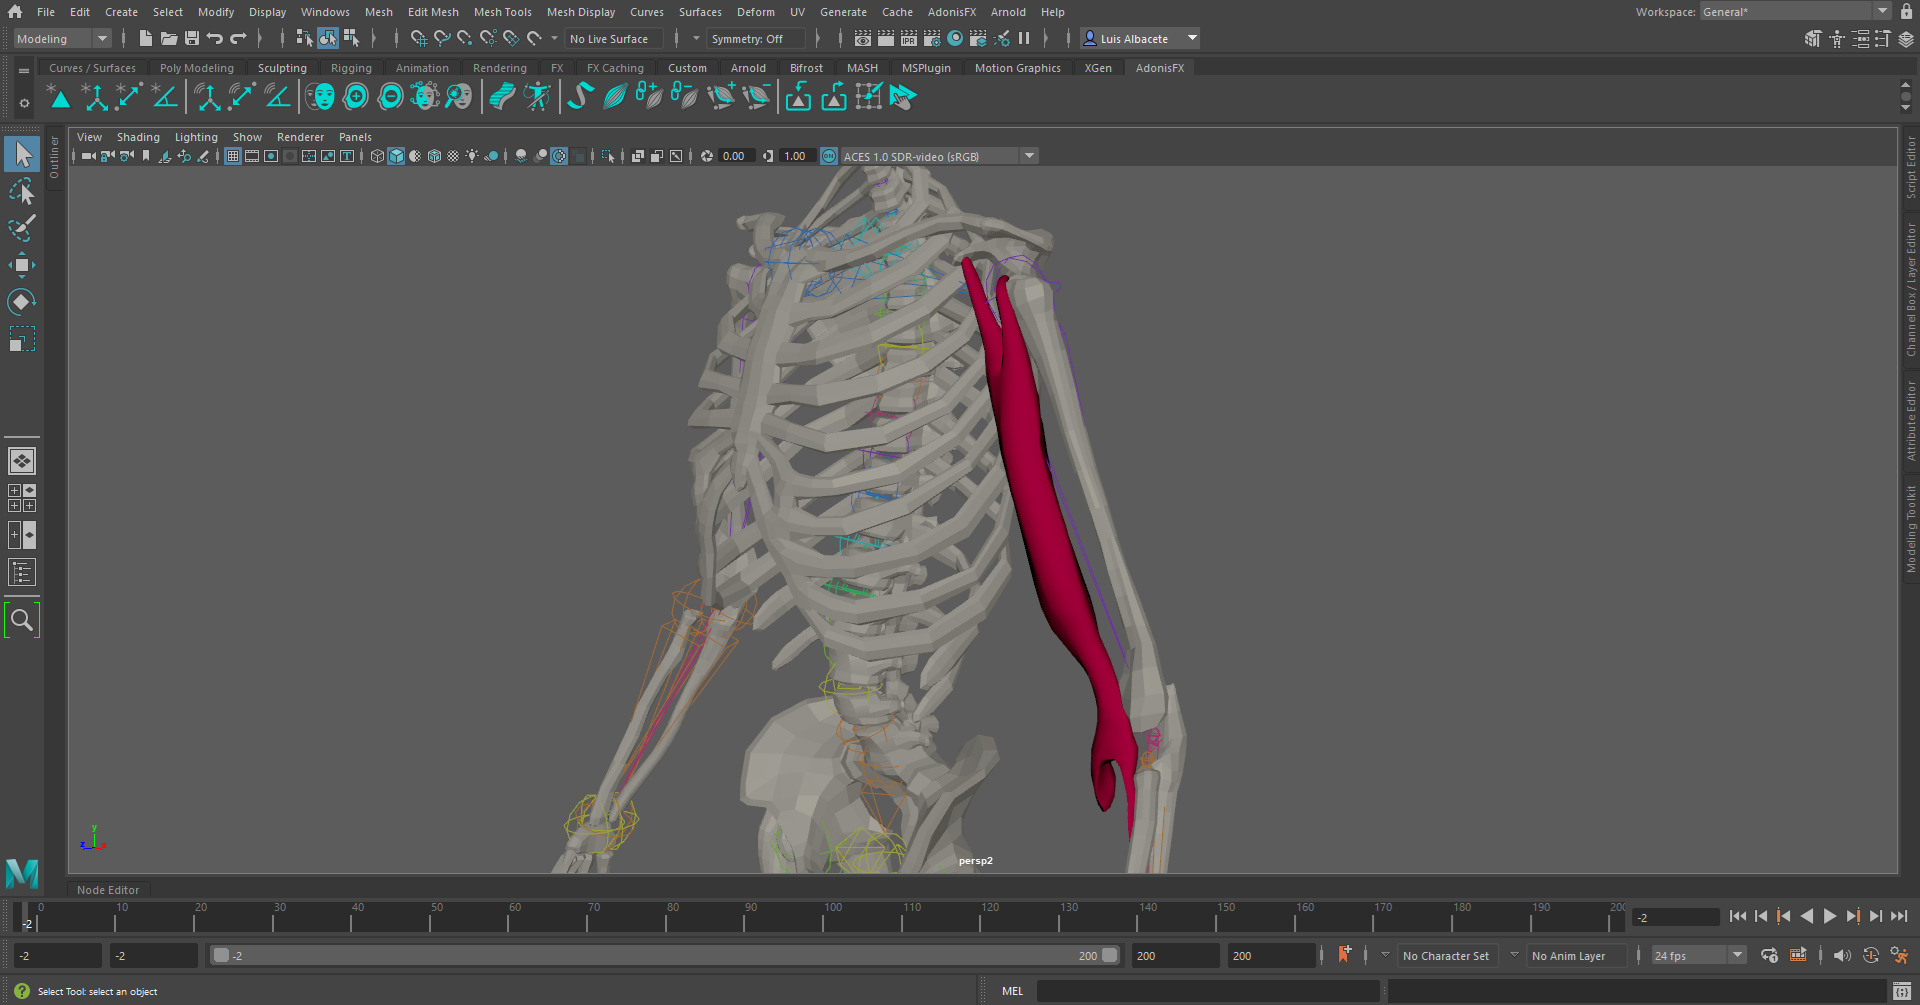 File Edit Create Select Modify Display Windows Mesh Edit Mesh Mesh Tools Mesh Display Curves Surfaces Deform UV Generate Cache AdonisFX Arnold Help Workspace: General*
Modeling No Live Surface Symmetry: Off IPR Luis Albacete
Curves / Surfaces Poly Modeling Sculpting Rigging Animation Rendering FX FX Caching Custom Arnold Bifrost MASH MSPlugin Motion Graphics XGen AdonisFX
View Shading Lighting Show Renderer Panels
0.00 1.00 ON ACES 1.0 SDR-video (sRGB)
Outliner
Script Editor
Channel Box / Layer Editor
Attribute Editor
Modeling Toolkit
y
z x
persp2
M
Node Editor
0 10 20 30 40 50 60 70 80 90 100 110 120 130 140 150 160 170 180 190 200
-2 -2
-2 -2 -2 200 200 200 No Character Set No Anim Layer 24 fps
Select Tool: select an object MEL